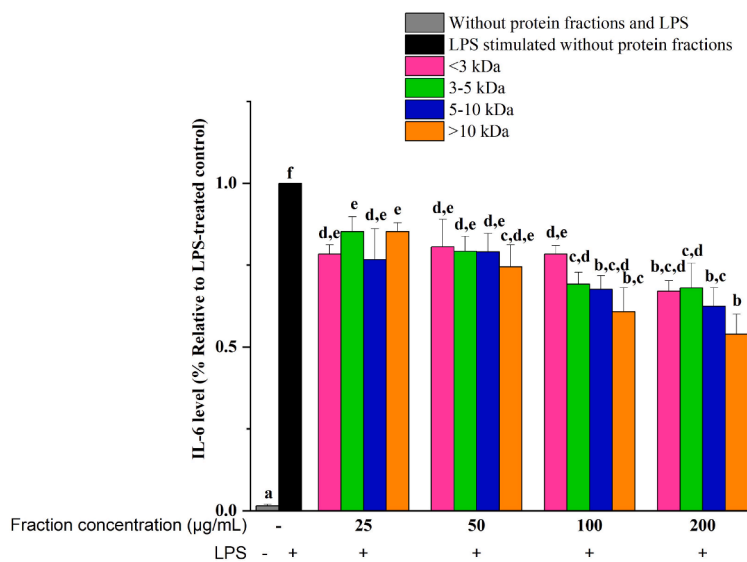 Without protein fractions and LPS
LPS stimulated without protein fractions
<3 kDa
3-5 kDa
5-10 kDa
>10 kDa
IL-6 level (% Relative to LPS-treated control)
1.0
0.5
0.0
a
f
d,e
e
d,e
e
d,e
d,e
d,e
c,d,e
d,e
c,d
b,c,d
b,c
b,c,d
c,d
b,c
b
Fraction concentration (μg/mL) - 25 50 100 200
LPS - + + + + +